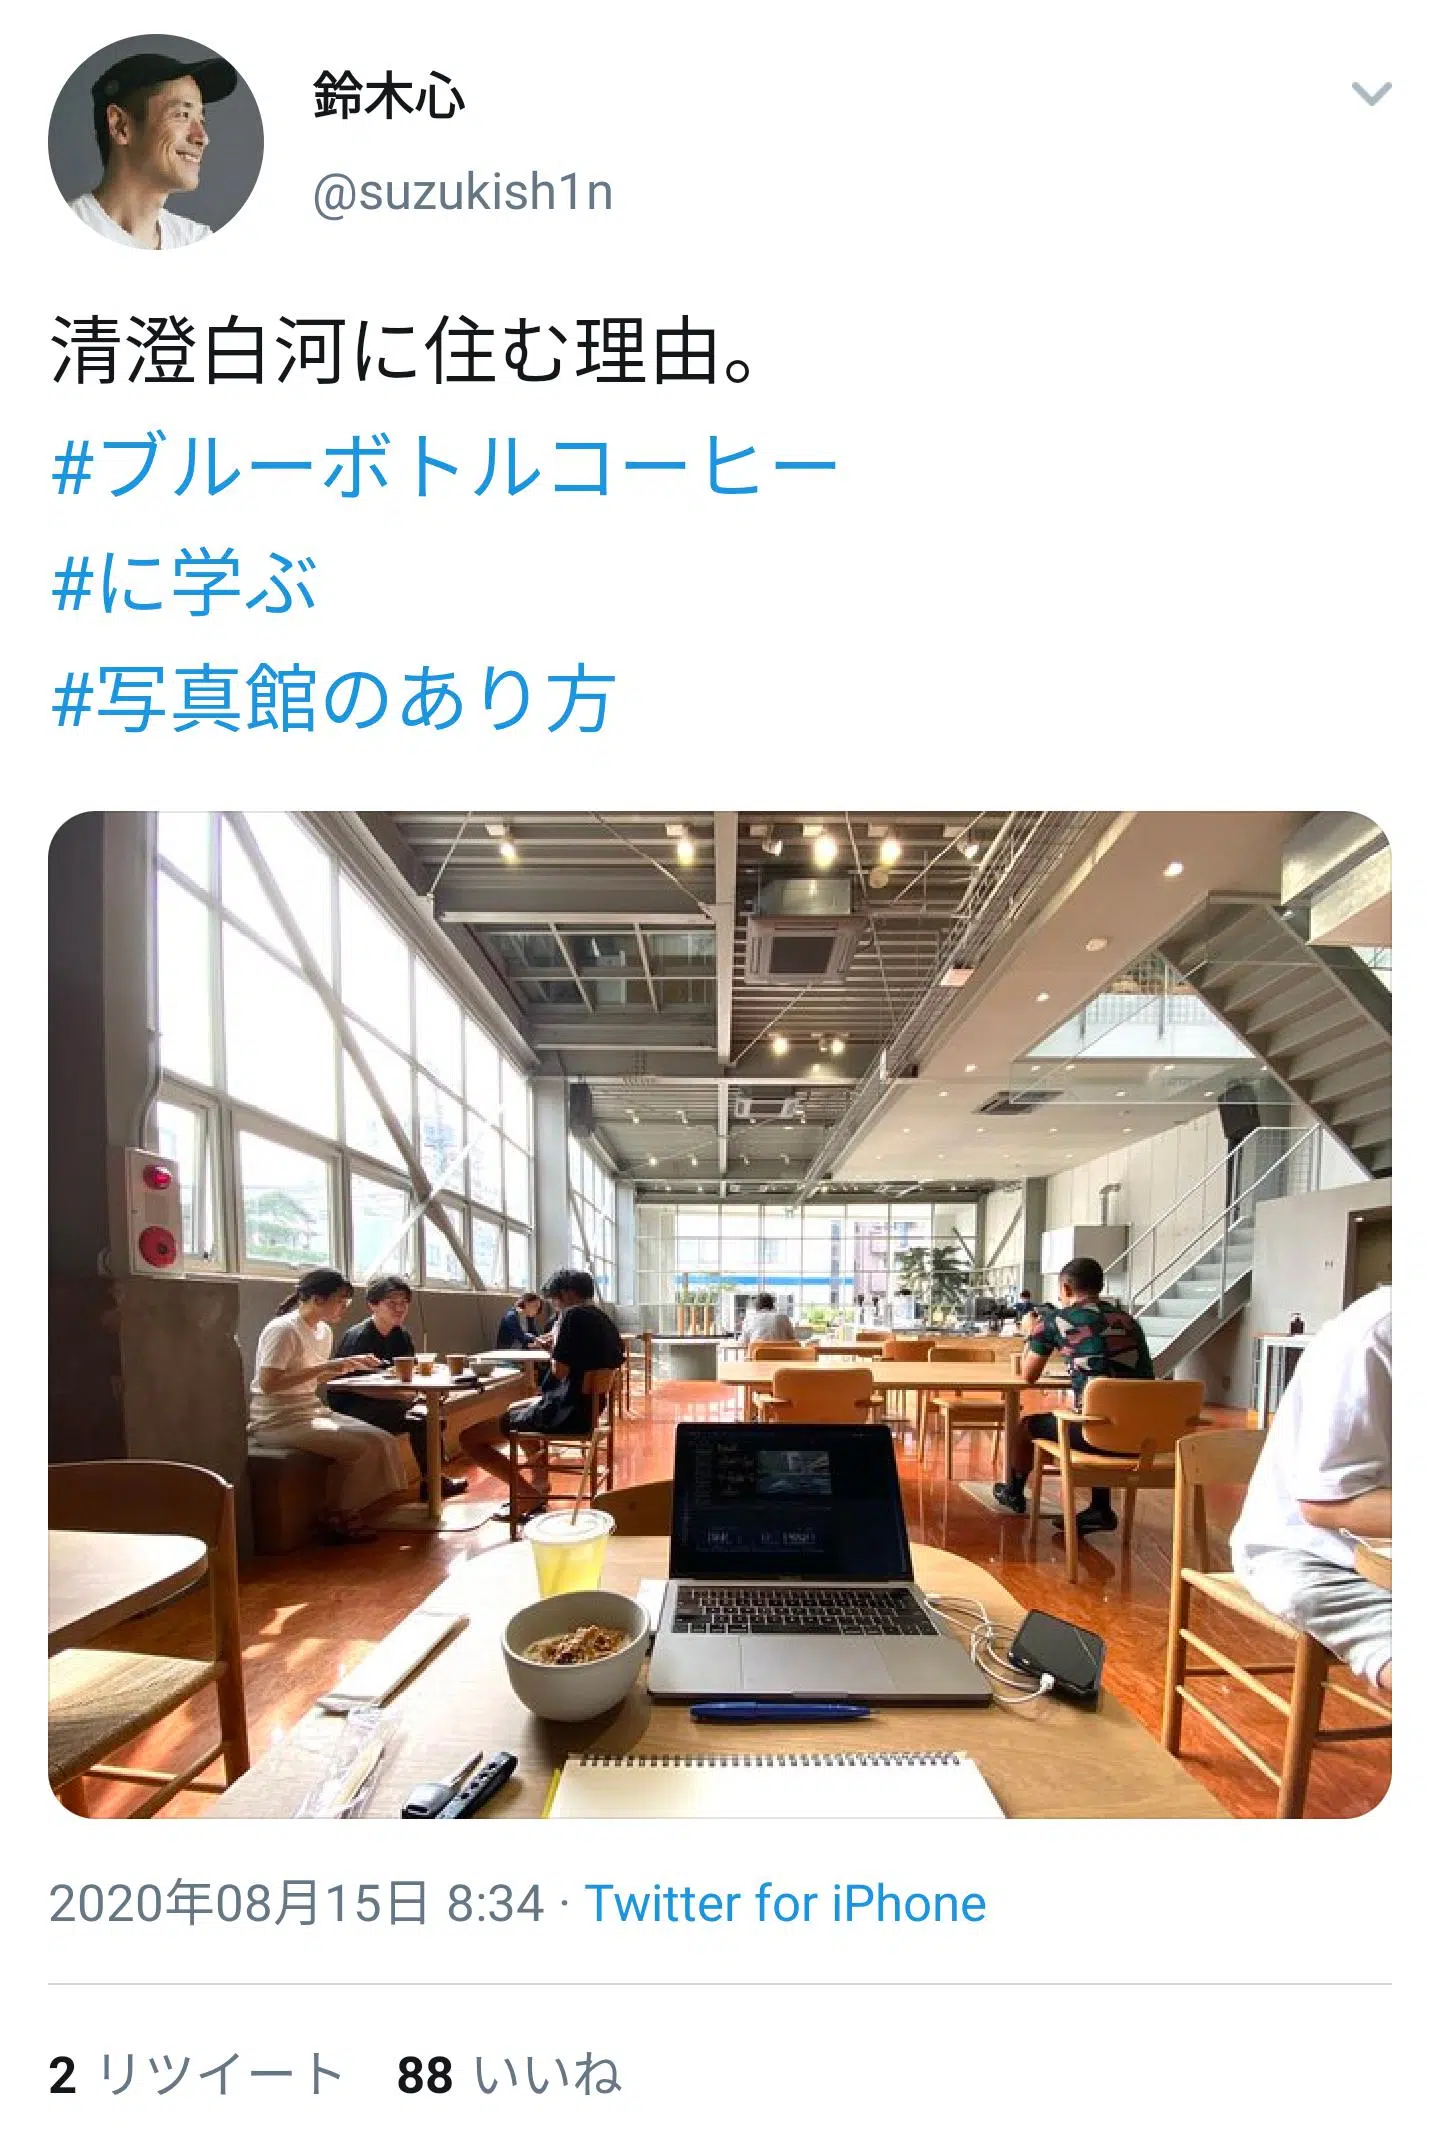 鈴木心
@suzukish1n
清澄白河に住む理由。
#ブルーボトルコーヒー
#に学ぶ
#写真館のあり方
2020年08月15日 8:34 · Twitter for iPhone
2 リツイート 88 いいね